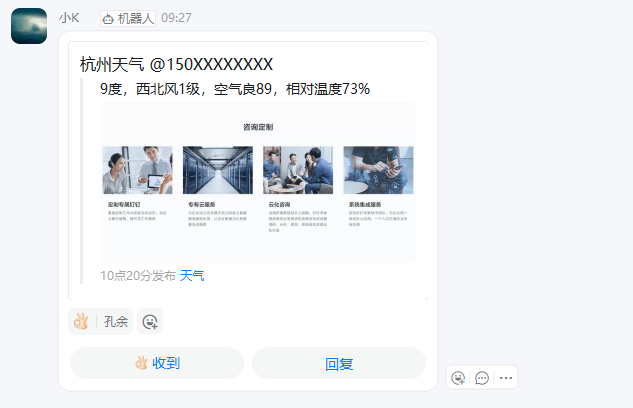 小K 机器人 09:27
杭州天气 @150XXXXXXXX
9度，西北风1级，空气良89，相对温度73%
咨询定制
定制专属钉钉 专有云服务 云化咨询 系统集成服务
10点20分发布 天气
孔余
收到 回复